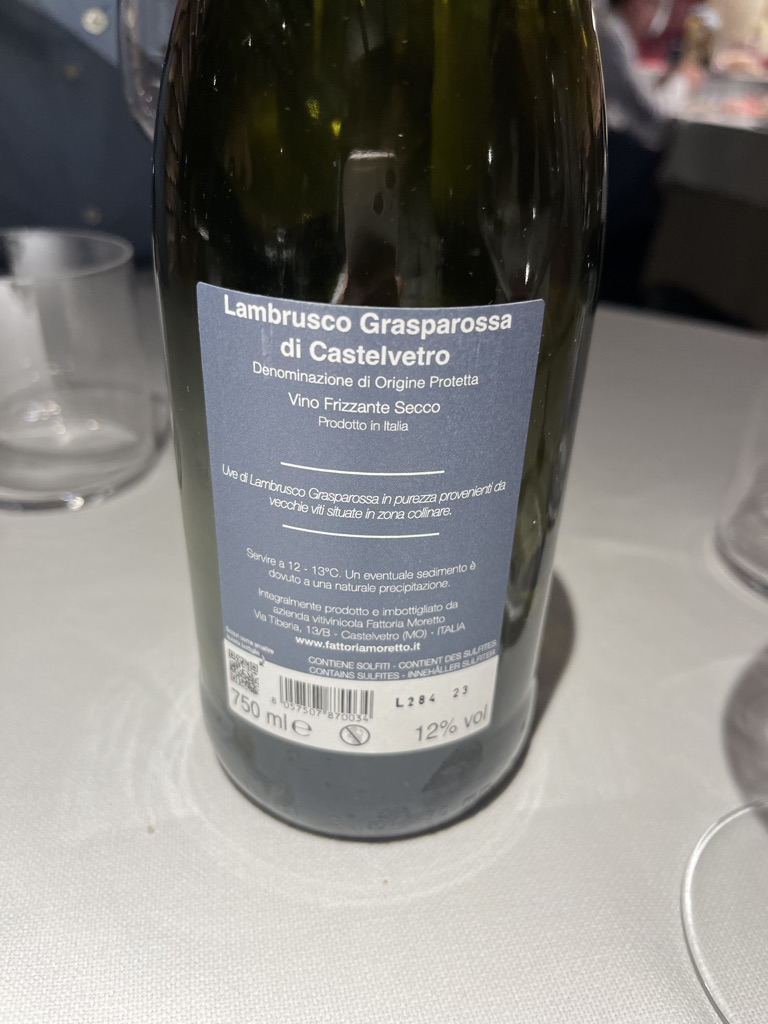 Lambrusco Grasparossa
di Castelvetro
Denominazione di Origine Protetta
Vino Frizzante Secco
Prodotto in Italia
Uve di Lambrusco Grasparossa in purezza provenienti da
vecchie viti situate in zona collinare.
Servire a 12 - 13°C. Un eventuale sedimento è
dovuto a una naturale precipitazione.
Integralmente prodotto e imbottigliato da
azienda vitivinicola Fattoria Moretto
Via Tiberia, 13/B - Castelvetro (MO) - ITALIA
www.fattoriamoretto.it
CONTIENE SOLFITI - CONTIENT DES SULFITES
CONTAINS SULFITES - INNEHÅLLER SULFITER
8 057507 870034
L284 23
750 ml e
12% vol